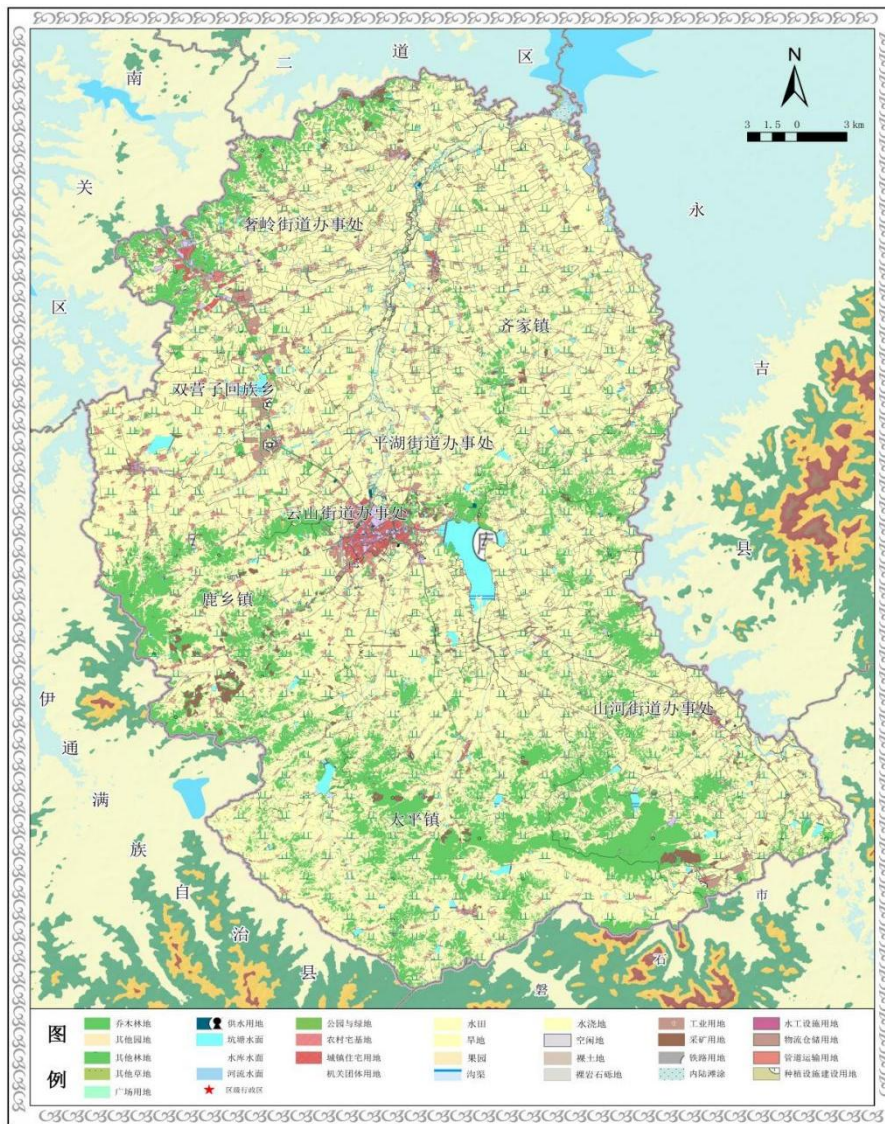 南
二
道
区
N
3 1.5 0 3 km
关
永
奢岭街道办事处
区
齐家镇
吉
双营子回族乡
平湖街道办事处
云山街道办事处
库
县
鹿乡镇
伊
山河街道办事处
通
满
太平镇
族
自
市
治
石
县
磐
图
例
乔木林地
供水用地
公园与绿地
水田
水浇地
工业用地
水工设施用地
其他园地
坑塘水面
农村宅基地
旱地
空闲地
采矿用地
物流仓储用地
其他林地
水库水面
城镇住宅用地
果园
裸土地
铁路用地
管道运输用地
其他草地
河流水面
机关团体用地
沟渠
裸岩石砾地
内陆滩涂
种植设施建设用地
广场用地
区级行政区